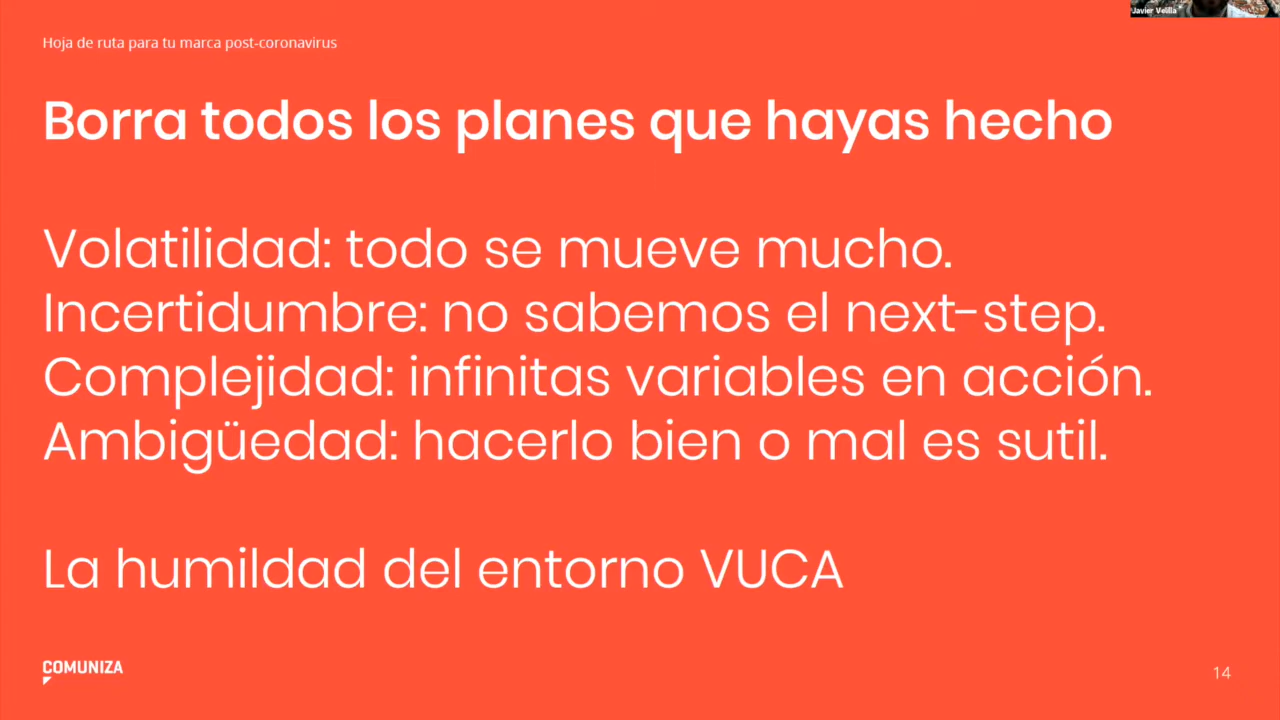 Javier Velilla
Hoja de ruta para tu marca post-coronavirus
Borra todos los planes que hayas hecho
Volatilidad: todo se mueve mucho.
Incertidumbre: no sabemos el next-step.
Complejidad: infinitas variables en acción.
Ambigüedad: hacerlo bien o mal es sutil.
La humildad del entorno VUCA
COMUNIZA
14